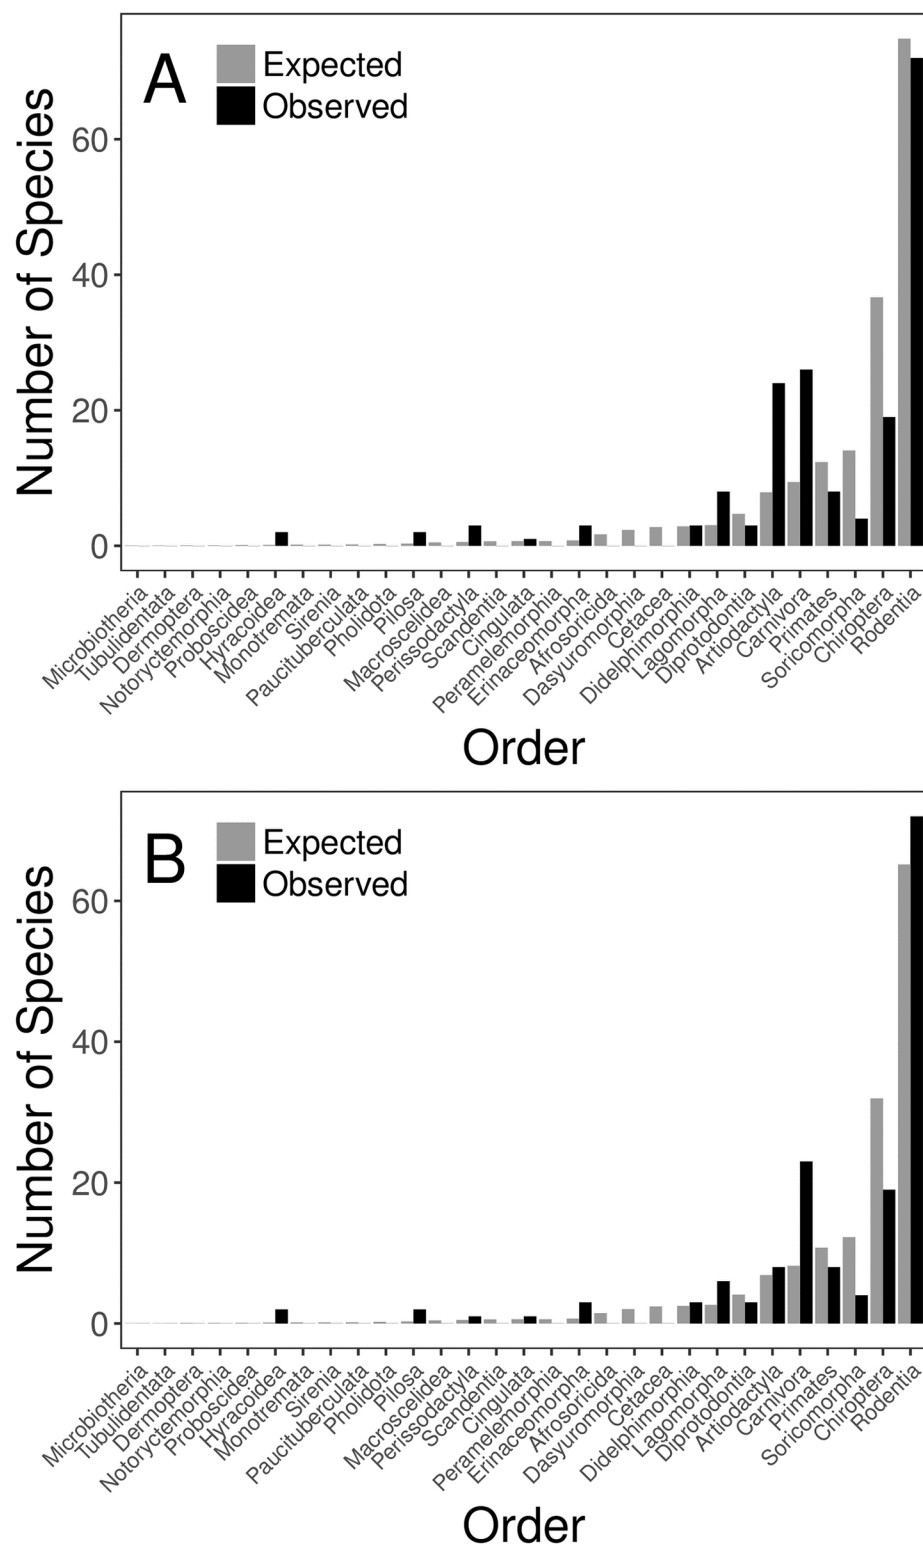 A
Expected
Observed
Number of Species
60
40
20
0
Microbiotheria
Tubulidentata
Dermoptera
Notoryctemorphia
Proboscidea
Hyracoidea
Monotremata
Sirenia
Paucituberculata
Pholidota
Pilosa
Macroscelidea
Perissodactyla
Scandentia
Cingulata
Peramelemorphia
Erinaceomorpha
Afrosoricida
Dasyuromorphia
Cetacea
Didelphimorphia
Lagomorpha
Diprotodontia
Artiodactyla
Carnivora
Primates
Soricomorpha
Chiroptera
Rodentia
Order
B
Expected
Observed
Number of Species
60
40
20
0
Microbiotheria
Tubulidentata
Dermoptera
Notoryctemorphia
Proboscidea
Hyracoidea
Monotremata
Sirenia
Paucituberculata
Pholidota
Pilosa
Macroscelidea
Perissodactyla
Scandentia
Cingulata
Peramelemorphia
Erinaceomorpha
Afrosoricida
Dasyuromorphia
Cetacea
Didelphimorphia
Lagomorpha
Diprotodontia
Artiodactyla
Carnivora
Primates
Soricomorpha
Chiroptera
Rodentia
Order